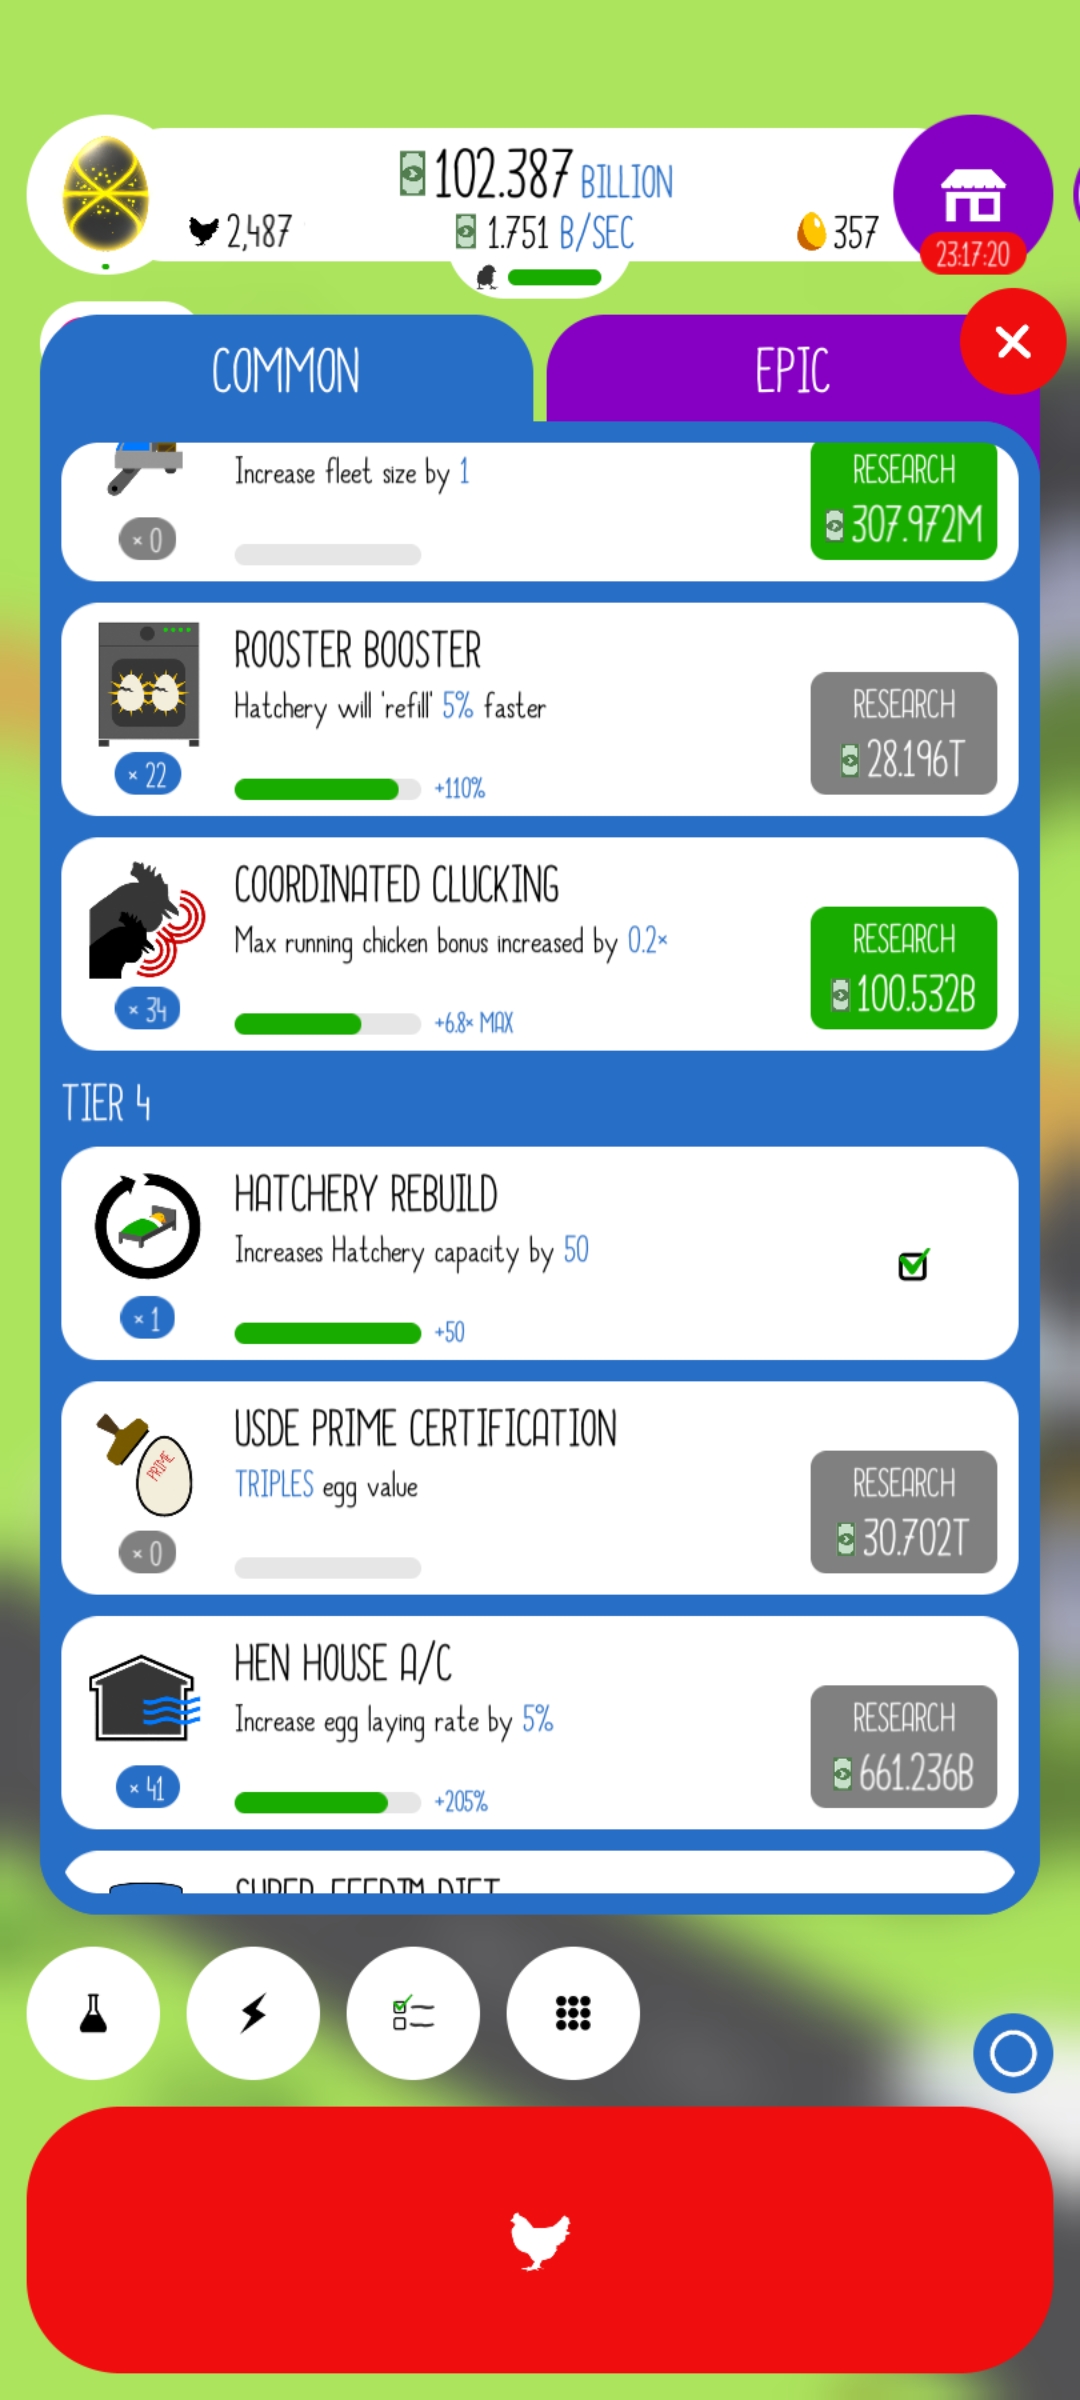 102.387 BILLION
2,487
1.751 B/SEC
357
23:17:20
COMMON
EPIC
Increase fleet size by 1
RESEARCH
307.972M
× 0
ROOSTER BOOSTER
Hatchery will 'refill' 5% faster
RESEARCH
28.196T
× 22
+110%
COORDINATED CLUCKING
Max running chicken bonus increased by 0.2×
RESEARCH
100.532B
× 34
+6.8× MAX
TIER 4
HATCHERY REBUILD
Increases Hatchery capacity by 50
× 1
+50
USDE PRIME CERTIFICATION
TRIPLES egg value
PRIME
RESEARCH
30.702T
× 0
HEN HOUSE A/C
Increase egg laying rate by 5%
RESEARCH
661.236B
× 41
+205%
SUPER FEED™ DIET